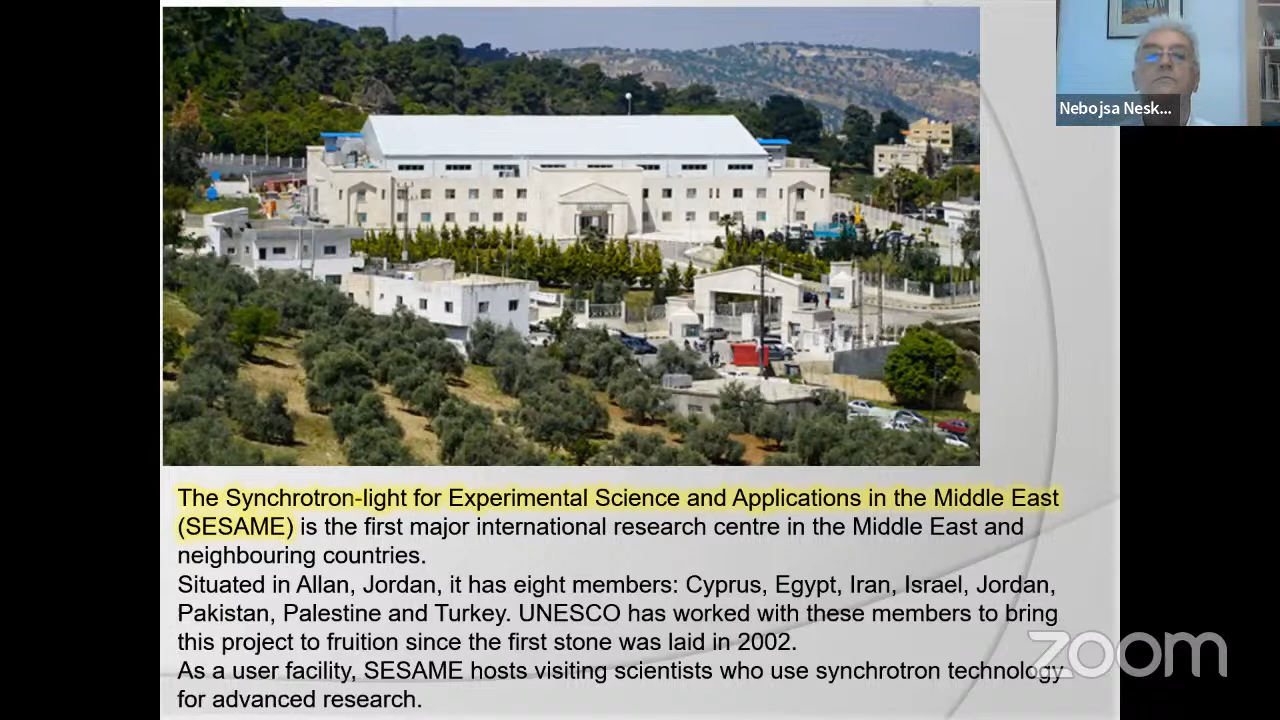 Nebojsa Nesk...
The Synchrotron-light for Experimental Science and Applications in the Middle East
(SESAME) is the first major international research centre in the Middle East and
neighbouring countries.
Situated in Allan, Jordan, it has eight members: Cyprus, Egypt, Iran, Israel, Jordan,
Pakistan, Palestine and Turkey. UNESCO has worked with these members to bring
this project to fruition since the first stone was laid in 2002.
As a user facility, SESAME hosts visiting scientists who use synchrotron technology
for advanced research.
zoom